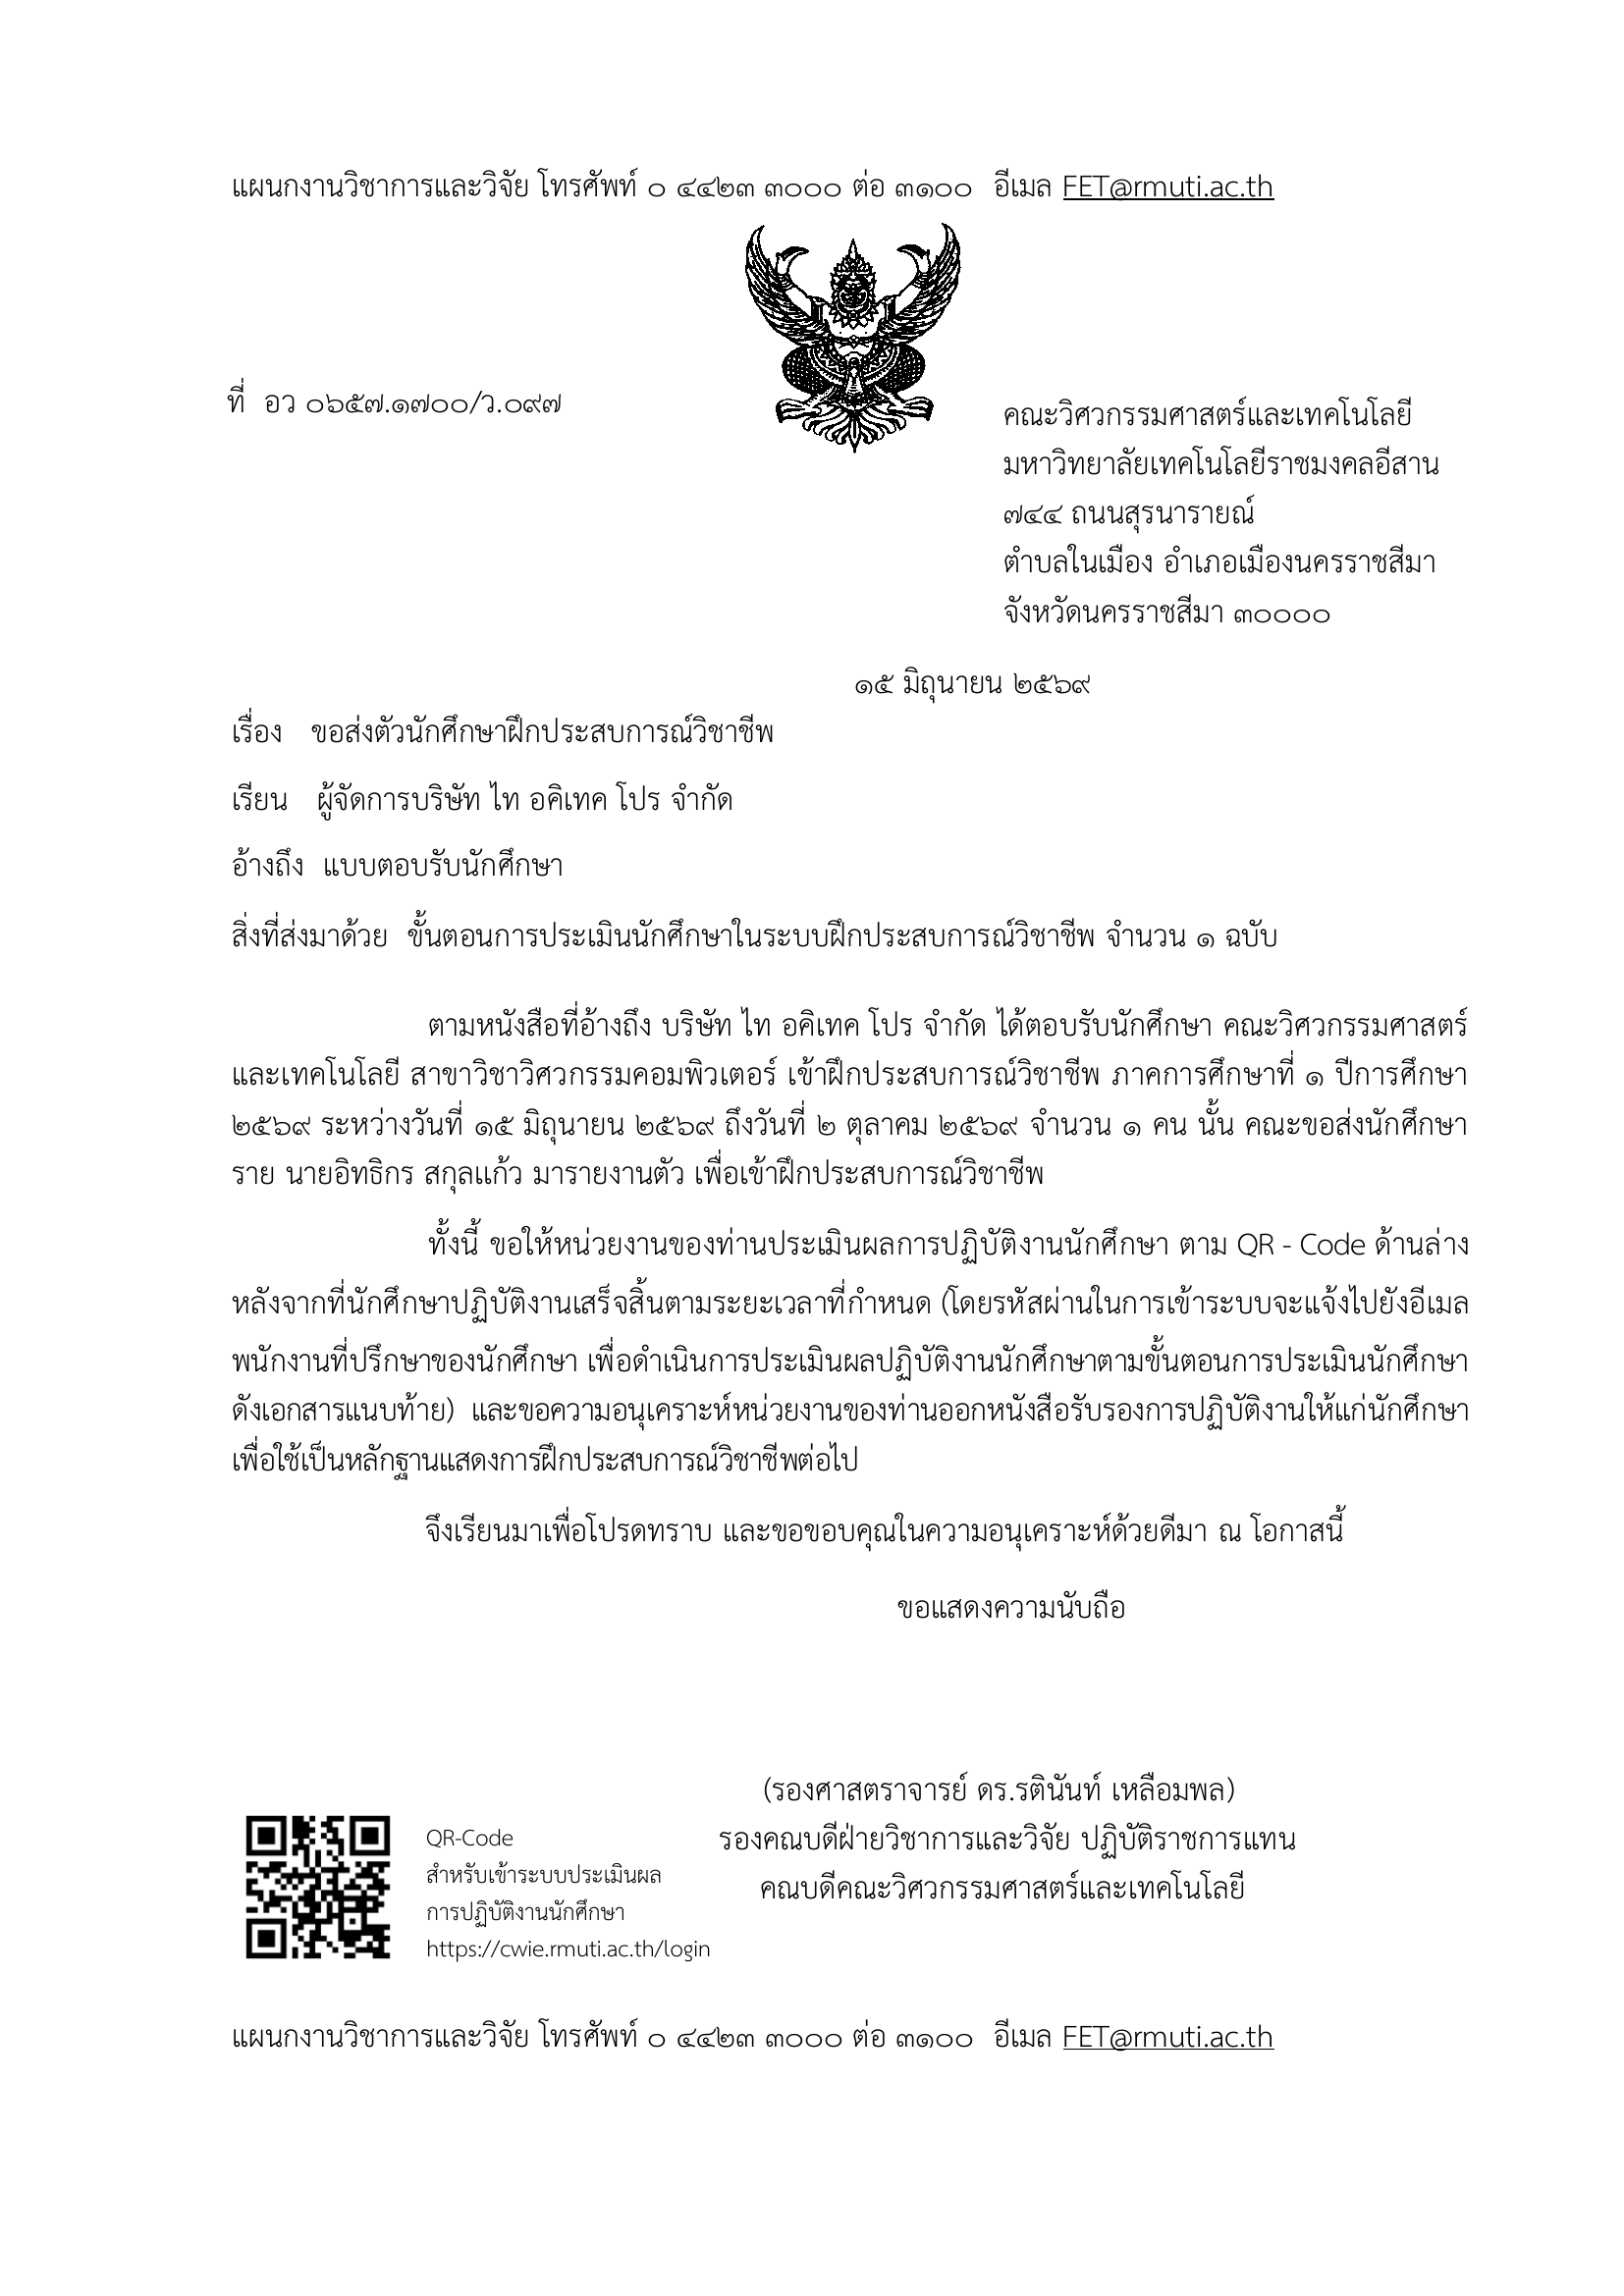 แผนกงานวิชาการและวิจัย โทรศัพท์ ๐ ๔๔๒๓ ๓๐๐๐ ต่อ ๓๑๐๐ อีเมล FET@rmuti.ac.th
ที่ อว ๐๖๕๗.๑๗๐๐/ว.๐๙๗
คณะวิศวกรรมศาสตร์และเทคโนโลยี
มหาวิทยาลัยเทคโนโลยีราชมงคลอีสาน
๗๔๔ ถนนสุรนารายณ์
ตำบลในเมือง อำเภอเมืองนครราชสีมา
จังหวัดนครราชสีมา ๓๐๐๐๐
๑๕ มิถุนายน ๒๕๖๙
เรื่อง ขอส่งตัวนักศึกษาฝึกประสบการณ์วิชาชีพ
เรียน ผู้จัดการบริษัท ไท อคิเทค โปร จำกัด
อ้างถึง แบบตอบรับนักศึกษา
สิ่งที่ส่งมาด้วย ขั้นตอนการประเมินนักศึกษาในระบบฝึกประสบการณ์วิชาชีพ จำนวน ๑ ฉบับ
ตามหนังสือที่อ้างถึง บริษัท ไท อคิเทค โปร จำกัด ได้ตอบรับนักศึกษา คณะวิศวกรรมศาสตร์
และเทคโนโลยี สาขาวิชาวิศวกรรมคอมพิวเตอร์ เข้าฝึกประสบการณ์วิชาชีพ ภาคการศึกษาที่ ๑ ปีการศึกษา
๒๕๖๙ ระหว่างวันที่ ๑๕ มิถุนายน ๒๕๖๙ ถึงวันที่ ๒ ตุลาคม ๒๕๖๙ จำนวน ๑ คน นั้น คณะขอส่งนักศึกษา
ราย นายอิทธิกร สกุลแก้ว มารายงานตัว เพื่อเข้าฝึกประสบการณ์วิชาชีพ
ทั้งนี้ ขอให้หน่วยงานของท่านประเมินผลการปฏิบัติงานนักศึกษา ตาม QR - Code ด้านล่าง
หลังจากที่นักศึกษาปฏิบัติงานเสร็จสิ้นตามระยะเวลาที่กำหนด (โดยรหัสผ่านในการเข้าระบบจะแจ้งไปยังอีเมล
พนักงานที่ปรึกษาของนักศึกษา เพื่อดำเนินการประเมินผลปฏิบัติงานนักศึกษาตามขั้นตอนการประเมินนักศึกษา
ดังเอกสารแนบท้าย) และขอความอนุเคราะห์หน่วยงานของท่านออกหนังสือรับรองการปฏิบัติงานให้แก่นักศึกษา
เพื่อใช้เป็นหลักฐานแสดงการฝึกประสบการณ์วิชาชีพต่อไป
จึงเรียนมาเพื่อโปรดทราบ และขอขอบคุณในความอนุเคราะห์ด้วยดีมา ณ โอกาสนี้
ขอแสดงความนับถือ
(รองศาสตราจารย์ ดร.รตินันท์ เหลือมพล)
รองคณบดีฝ่ายวิชาการและวิจัย ปฏิบัติราชการแทน
คณบดีคณะวิศวกรรมศาสตร์และเทคโนโลยี
QR-Code
สำหรับเข้าระบบประเมินผล
การปฏิบัติงานนักศึกษา
https://cwie.rmuti.ac.th/login
แผนกงานวิชาการและวิจัย โทรศัพท์ ๐ ๔๔๒๓ ๓๐๐๐ ต่อ ๓๑๐๐ อีเมล FET@rmuti.ac.th